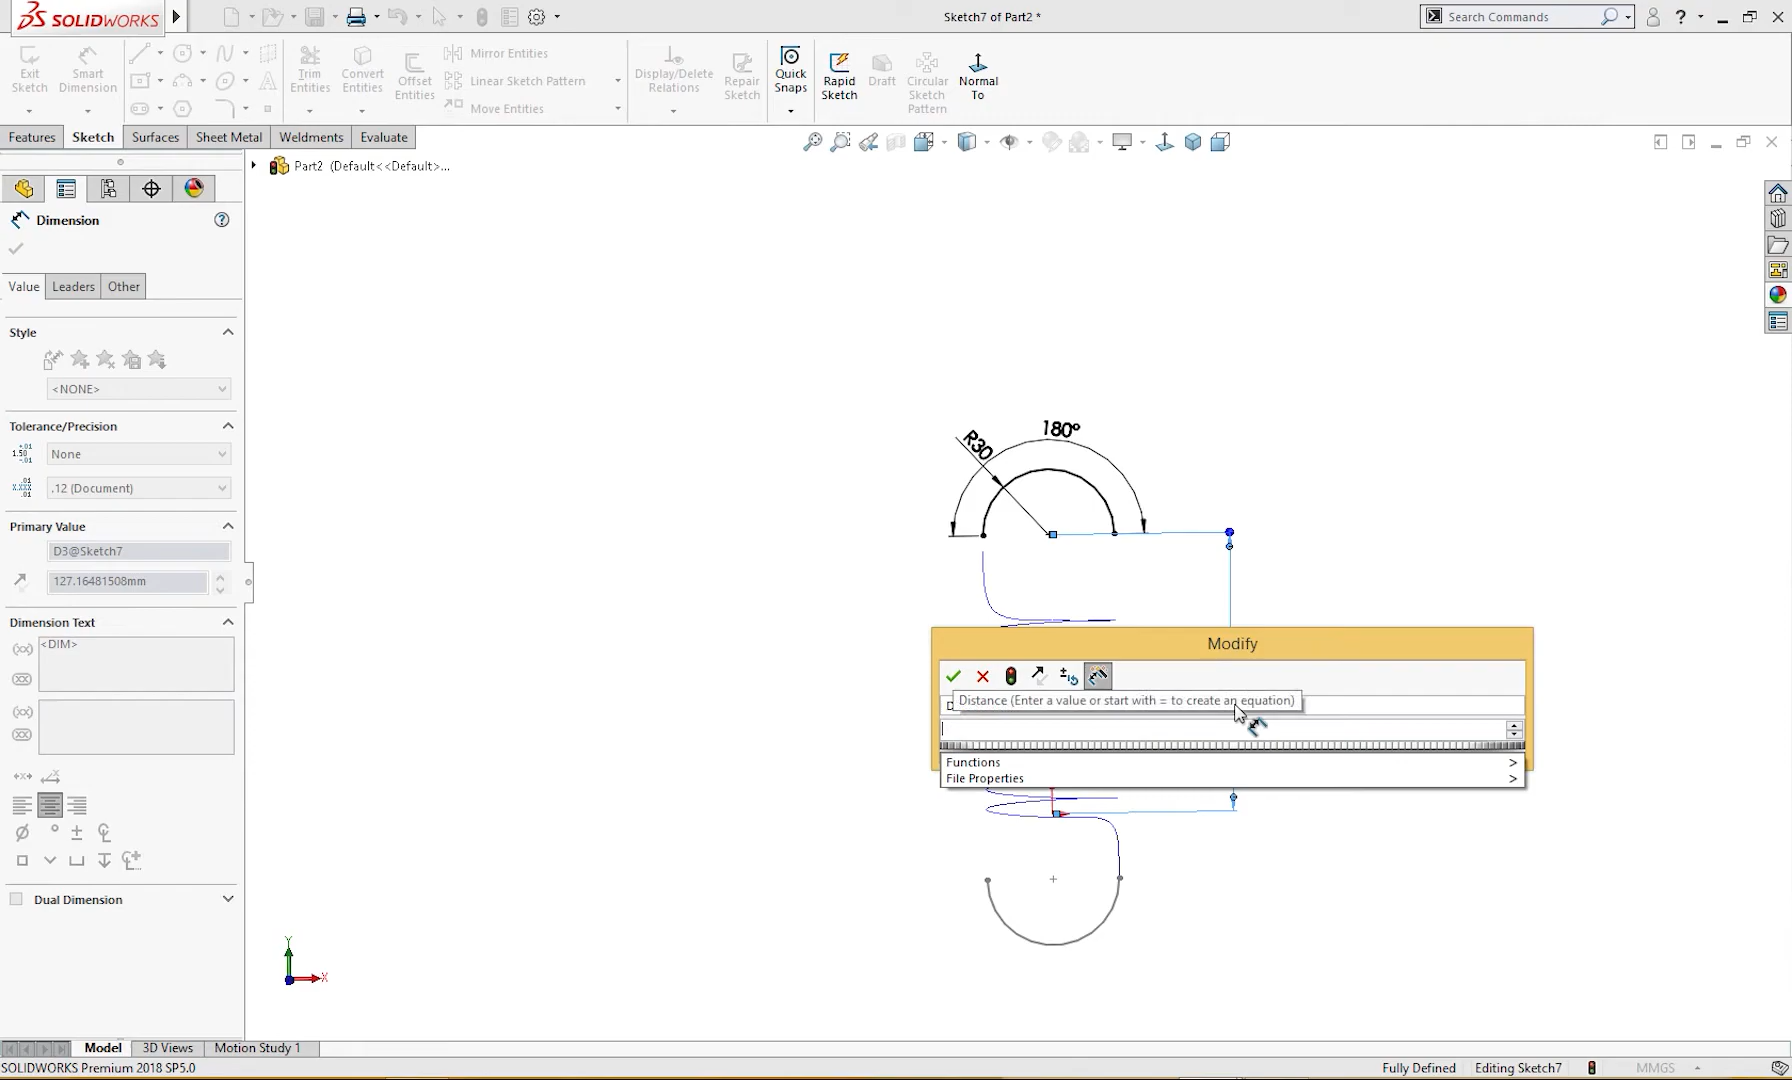 SOLIDWORKS
Sketch7 of Part2 *
Search Commands
Exit Sketch
Smart Dimension
Trim Entities
Convert Entities
Offset Entities
Mirror Entities
Linear Sketch Pattern
Move Entities
Display/Delete Relations
Repair Sketch
Quick Snaps
Rapid Sketch
Draft
Circular Sketch Pattern
Normal To
Features
Sketch
Surfaces
Sheet Metal
Weldments
Evaluate
Part2 (Default<<Default>...
Dimension
Value
Leaders
Other
Style
<NONE>
Tolerance/Precision
None
.12 (Document)
Primary Value
D3@Sketch7
127.16481508mm
Dimension Text
<DIM>
Dual Dimension
R30
180°
Modify
Distance (Enter a value or start with = to create an equation)
Functions >
File Properties >
Y
X
Model
3D Views
Motion Study 1
SOLIDWORKS Premium 2018 SP5.0
Fully Defined
Editing Sketch7
MMGS